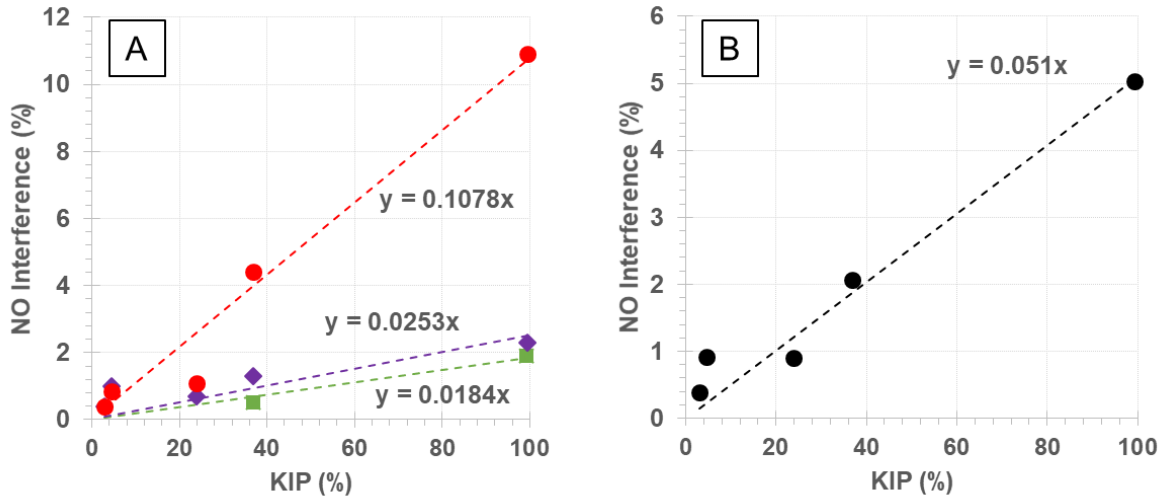 A
12
10
8
6
4
2
0
NO Interference (%)
y = 0.1078x
y = 0.0253x
y = 0.0184x
0 20 40 60 80 100
KIP (%)
B
6
5
4
3
2
1
0
NO Interference (%)
y = 0.051x
0 20 40 60 80 100
KIP (%)